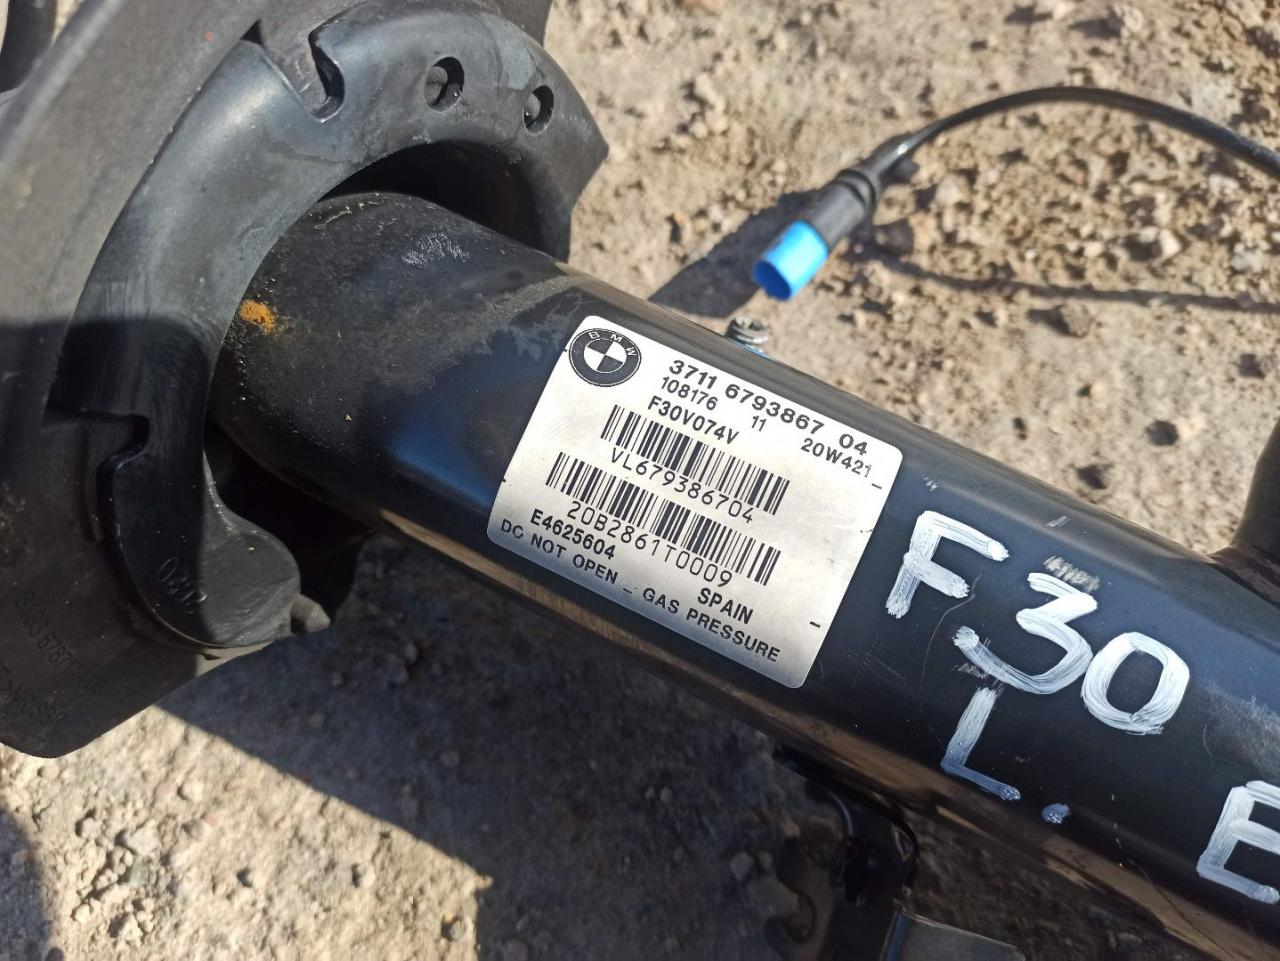 BMW
3711 6793867 04
108176 11 20W421
F30V074V
VL679386704
20B2861T0009
E4625604 SPAIN
DO NOT OPEN - GAS PRESSURE
F30
L.
E